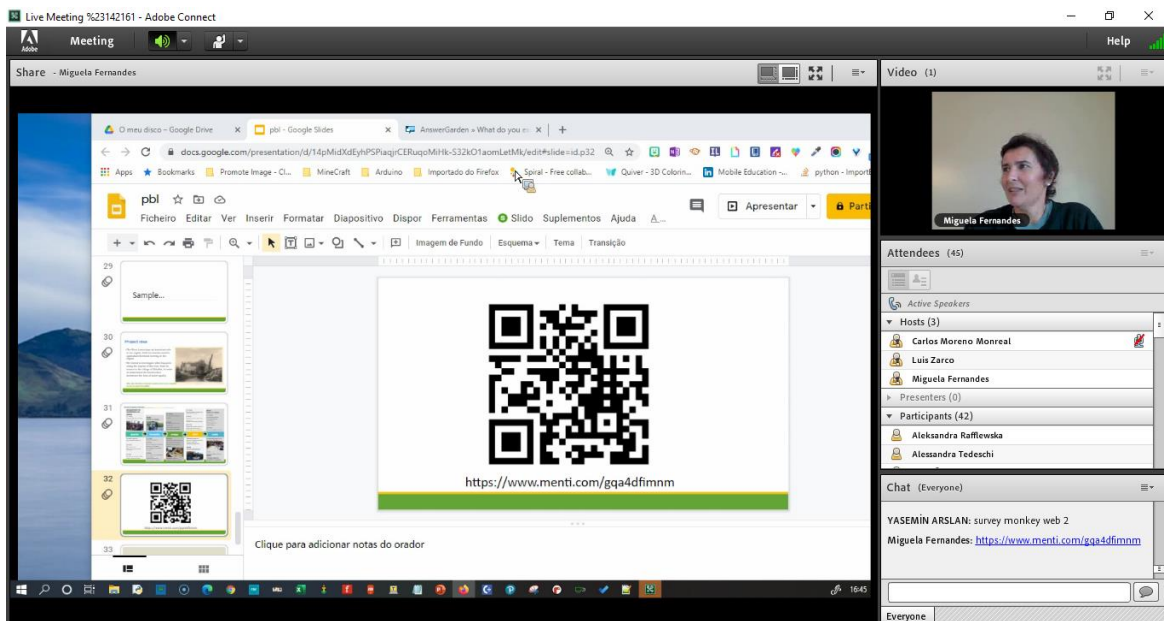 Live Meeting %23142161 - Adobe Connect
Adobe
Meeting
Help
Share - Miguela Fernandes
O meu disco – Google Drive
pbl - Google Slides
AnswerGarden » What do you
docs.google.com/presentation/d/14pMidXdEyhPSPiaqjrCERuqoMiHk-S32kO1aomLetMk/edit#slide=id.p32
Apps
Bookmarks
Promote Image - Cl...
MineCraft
Arduino
Importado do Firefox
Spiral - Free collab...
Quiver - 3D Colorin...
Mobile Education -...
python - Import
pbl
Ficheiro Editar Ver Inserir Formatar Diapositivo Dispor Ferramentas Slido Suplementos Ajuda A...
Apresentar
Parti
Imagem de Fundo Esquema Tema Transição
29
Sample...
30
31
32
33
https://www.menti.com/gqa4dfimnm
Clique para adicionar notas do orador
16:45
Video (1)
Miguela Fernandes
Attendees (45)
Active Speakers
Hosts (3)
Carlos Moreno Monreal
Luis Zarco
Miguela Fernandes
Presenters (0)
Participants (42)
Aleksandra Rafflewska
Alessandra Tedeschi
Chat (Everyone)
YASEMİN ARSLAN: survey monkey web 2
Miguela Fernandes: https://www.menti.com/gqa4dfimnm
Everyone